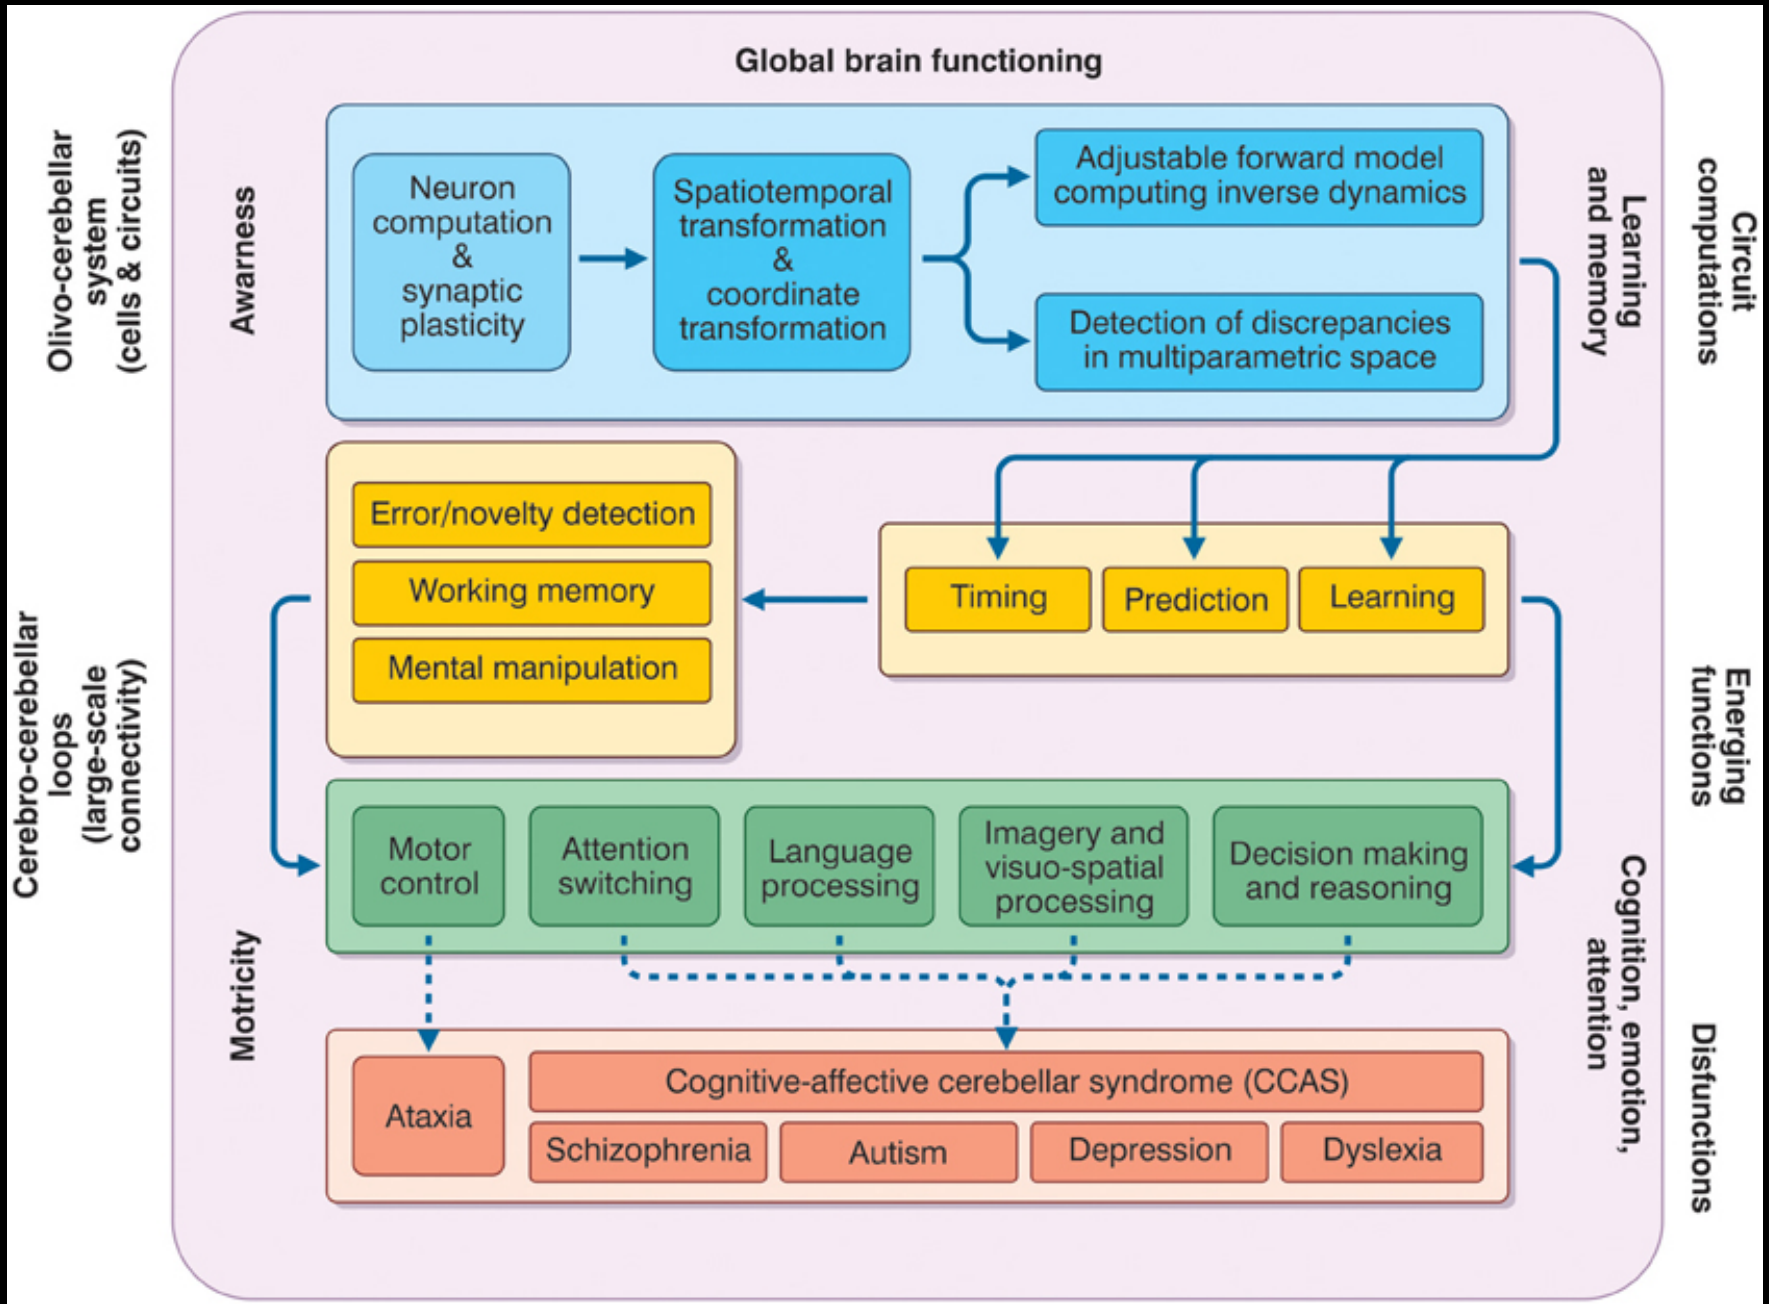 Global brain functioning
Olivo-cerebellar
system
(cells & circuits)
Awarness
Neuron
computation
&
synaptic
plasticity
Spatiotemporal
transformation
&
coordinate
transformation
Adjustable forward model
computing inverse dynamics
Detection of discrepancies
in multiparametric space
Learning
and memory
Circuit
computations
Error/novelty detection
Working memory
Mental manipulation
Timing
Prediction
Learning
Cerebro-cerebellar
loops
(large-scale
connectivity)
Emerging
functions
Motor
control
Attention
switching
Language
processing
Imagery and
visuo-spatial
processing
Decision making
and reasoning
Motricity
Cognition, emotion,
attention
Ataxia
Cognitive-affective cerebellar syndrome (CCAS)
Schizophrenia
Autism
Depression
Dyslexia
Disfunctions